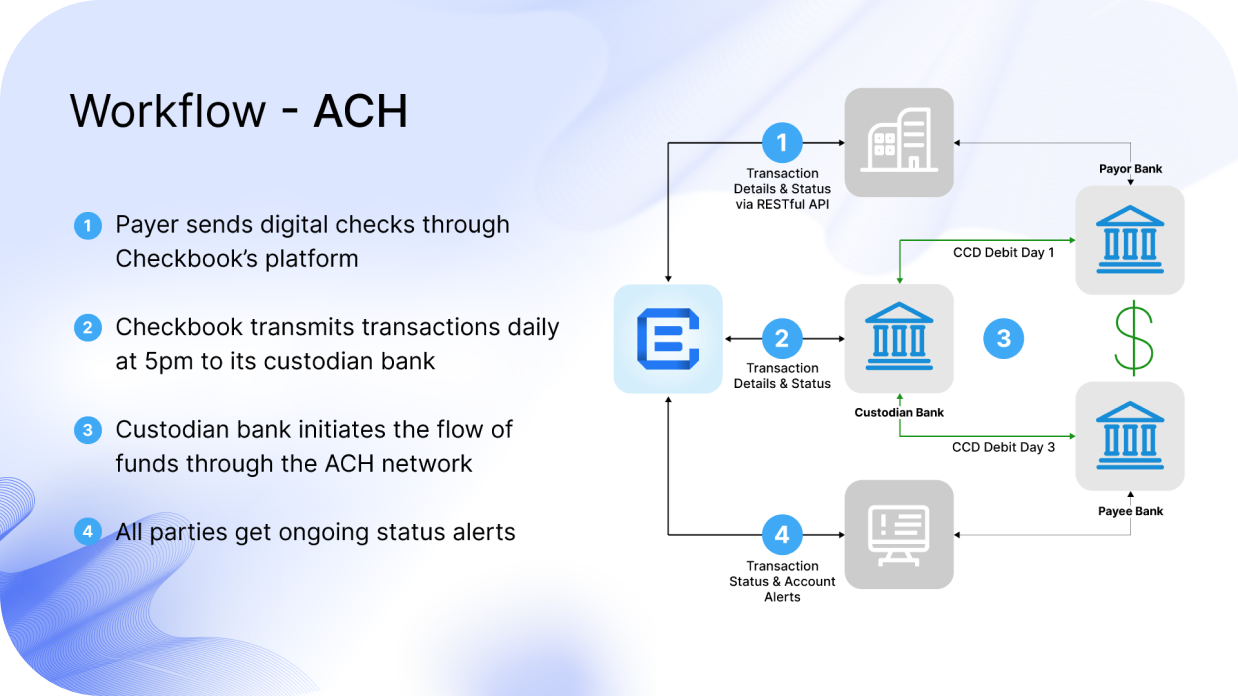 Workflow - ACH
1 Payer sends digital checks through
Checkbook’s platform
2 Checkbook transmits transactions daily
at 5pm to its custodian bank
3 Custodian bank initiates the flow of
funds through the ACH network
4 All parties get ongoing status alerts
1
Transaction
Details & Status
via RESTful API
Payor Bank
CCD Debit Day 1
2
Transaction
Details & Status
3
$
Custodian Bank
CCD Debit Day 3
Payee Bank
4
Transaction
Status & Account
Alerts